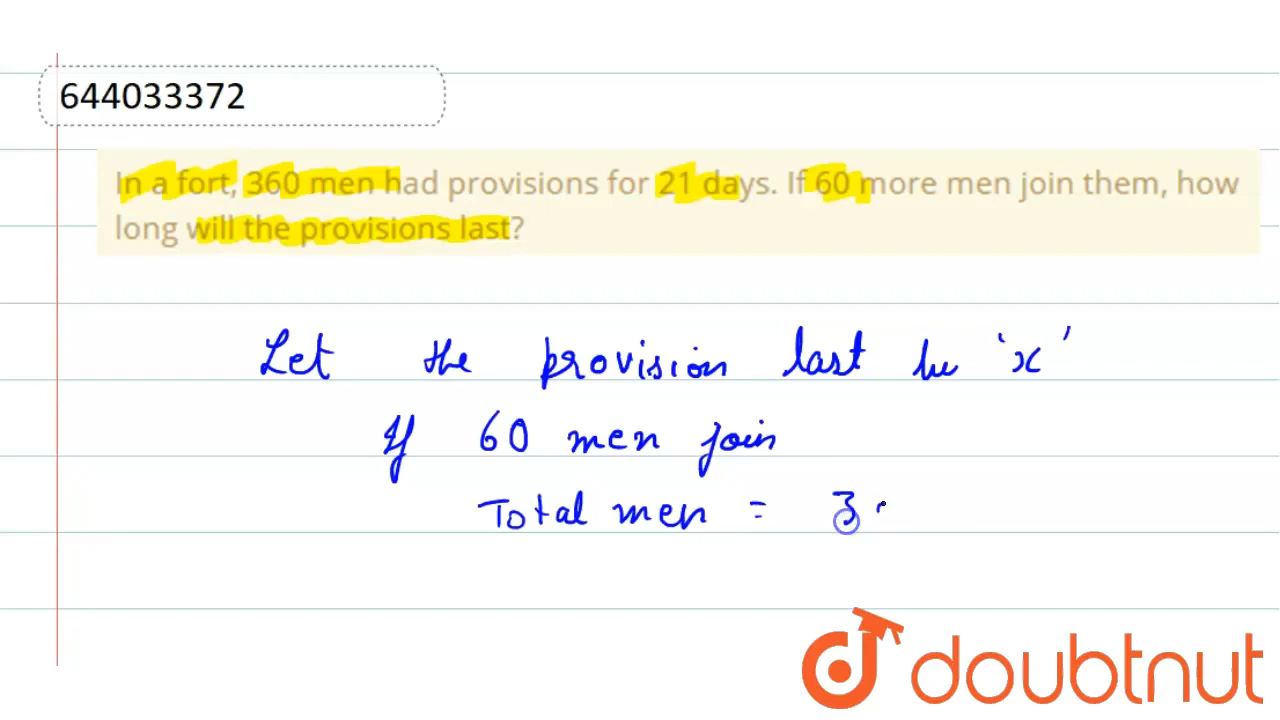 644033372
In a fort, 360 men had provisions for 21 days. If 60 more men join them, how
long will the provisions last?
Let the provision last be 'x'
If 60 men join
Total men = 3
doubtnut